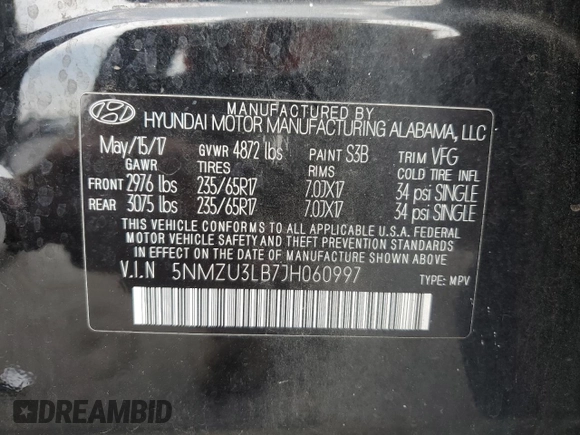 MANUFACTURED BY
HYUNDAI MOTOR MANUFACTURING ALABAMA, LLC
May/15/17 GVWR 4872 lbs PAINT S3B TRIM VFG
GAWR TIRES RIMS COLD TIRE INFL
FRONT 2976 lbs 235/65R17 7.0JX17 34 psi SINGLE
REAR 3075 lbs 235/65R17 7.0JX17 34 psi SINGLE
THIS VEHICLE CONFORMS TO ALL APPLICABLE U.S.A. FEDERAL
MOTOR VEHICLE SAFETY AND THEFT PREVENTION STANDARDS
IN EFFECT ON THE DATE OF MANUFACTURE SHOWN ABOVE.
V.I.N 5NMZU3LB7JH060997 TYPE: MPV
DREAMBID